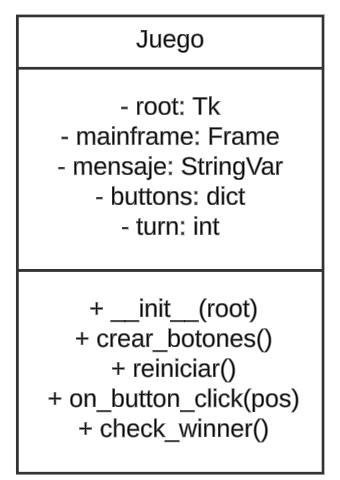 Juego
- root: Tk
- mainframe: Frame
- mensaje: StringVar
- buttons: dict
- turn: int
+ __init__(root)
+ crear_botones()
+ reiniciar()
+ on_button_click(pos)
+ check_winner()